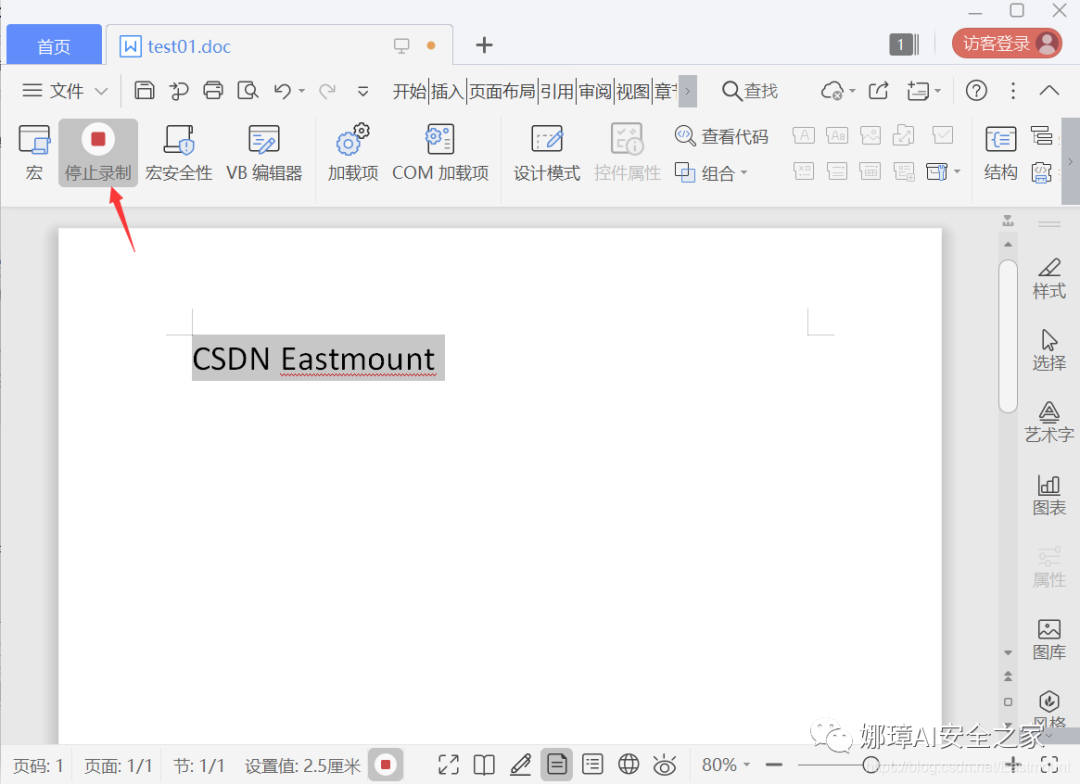 首页
test01.doc
1
访客登录
文件
开始 插入 页面布局 引用 审阅 视图 章节
查找
宏
停止录制
宏安全性
VB 编辑器
加载项
COM 加载项
设计模式
控件属性
查看代码
组合
结构
CSDN Eastmount
样式
选择
艺术字
图表
属性
图库
风格
娜璋AI安全之家
页码: 1
页面: 1/1
节: 1/1
设置值: 2.5厘米
80%